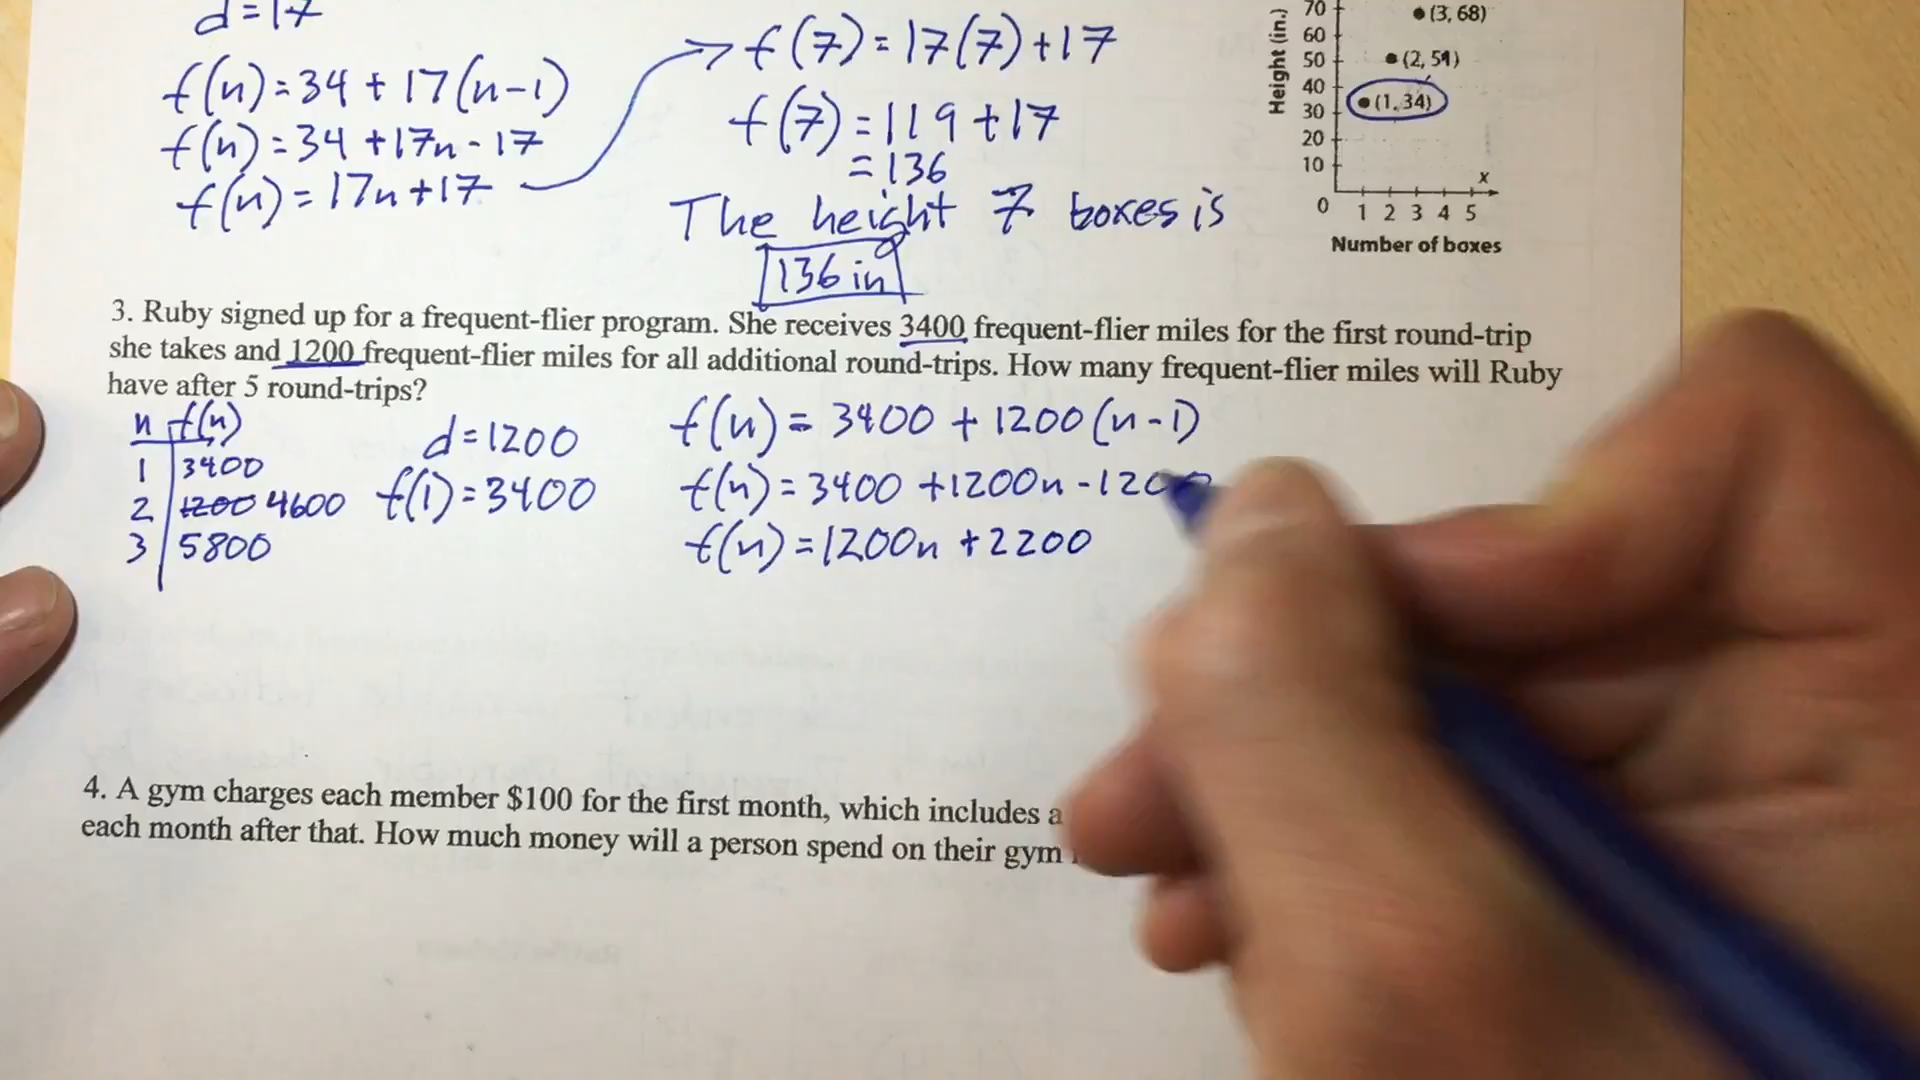 d=17
f(n)=34+17(n-1)
f(n)=34+17n-17
f(n)=17n+17
f(7)=17(7)+17
f(7)=119+17
=136
The height 7 boxes is
136 in
Height (in.)
70
60
50
40
30
20
10
0
1 2 3 4 5
x
(3, 68)
(2, 51)
(1, 34)
Number of boxes
3. Ruby signed up for a frequent-flier program. She receives 3400 frequent-flier miles for the first round-trip
she takes and 1200 frequent-flier miles for all additional round-trips. How many frequent-flier miles will Ruby
have after 5 round-trips?
n f(n)
1 3400
2 1200 4600
3 5800
d=1200
f(1)=3400
f(n)=3400+1200(n-1)
f(n)=3400+1200n-1200
f(n)=1200n+2200
4. A gym charges each member $100 for the first month, which includes a
each month after that. How much money will a person spend on their gym